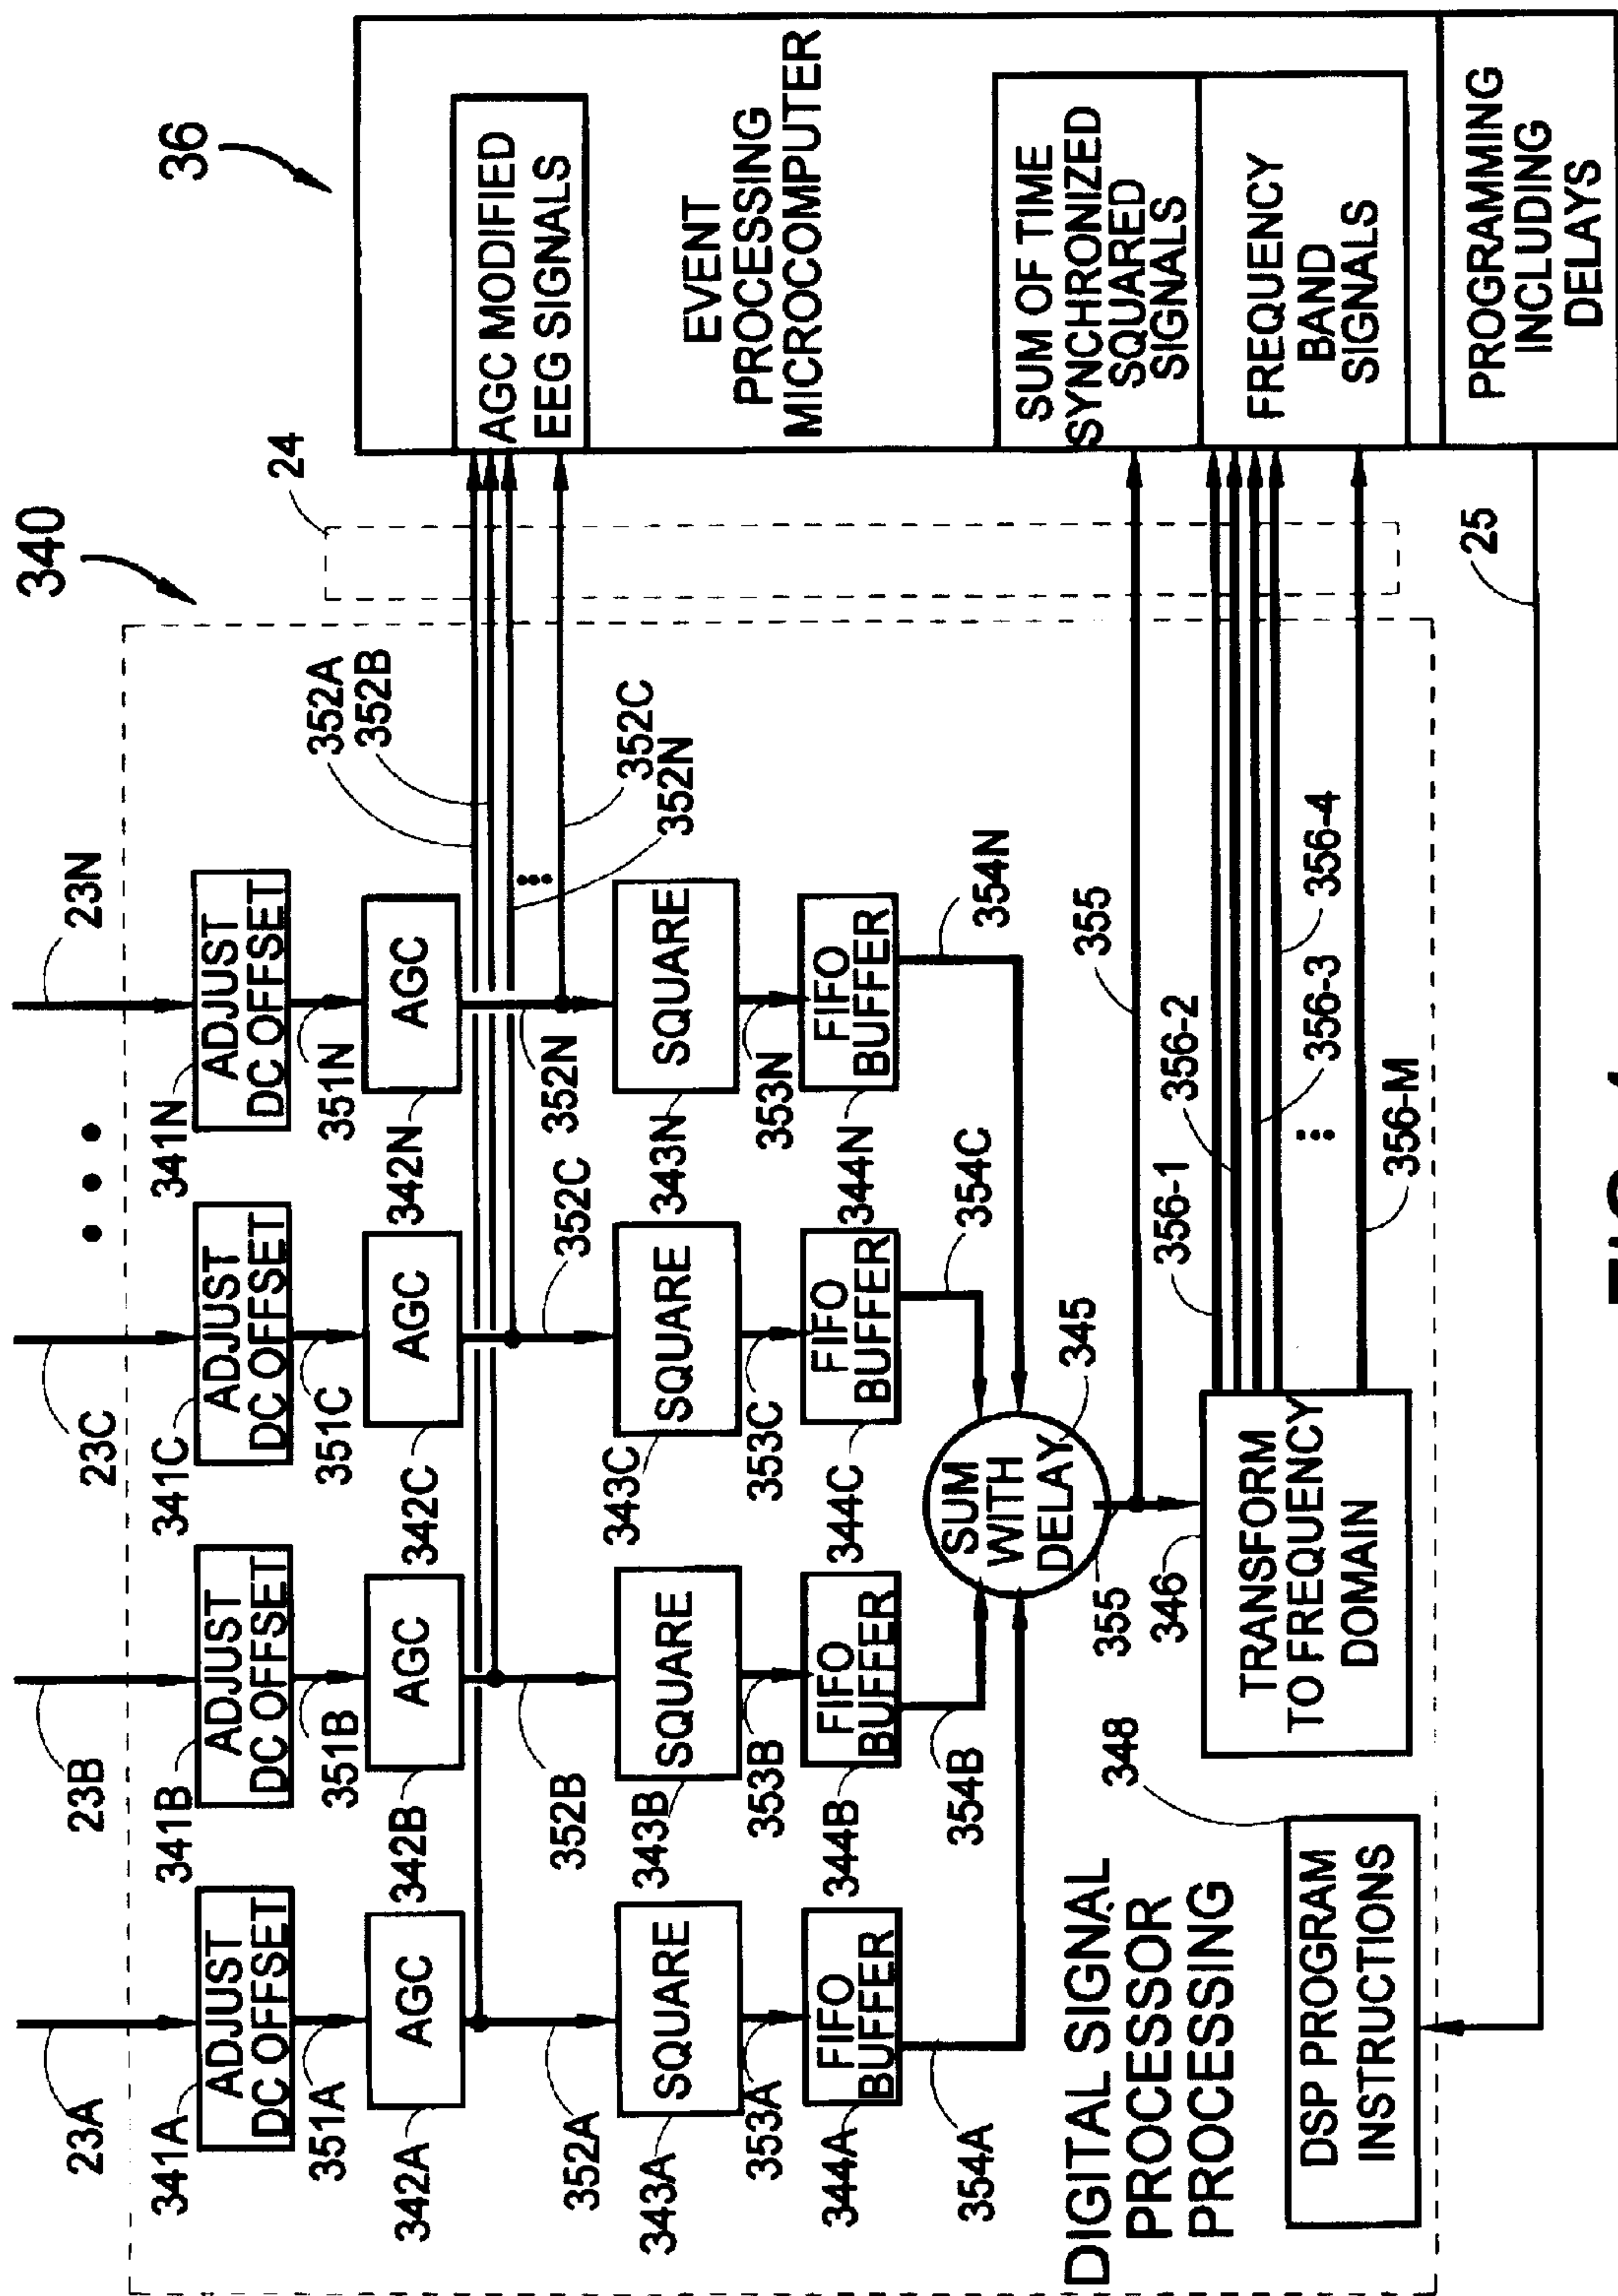 340
36
23A
23B
23C
23N
341A
341B
341C
341N
ADJUST
DC OFFSET
ADJUST
DC OFFSET
ADJUST
DC OFFSET
ADJUST
DC OFFSET
24
351A
351B
351C
351N
352A
352B
342A
342B
342C
342N
AGC
AGC
AGC
AGC
AGC MODIFIED
EEG SIGNALS
352A
352B
352C
352N
352C
352N
343A
343B
343C
343N
SQUARE
SQUARE
SQUARE
SQUARE
EVENT
PROCESSING
MICROCOMPUTER
353A
353B
353C
353N
344A
344B
344C
344N
FIFO
BUFFER
FIFO
BUFFER
FIFO
BUFFER
FIFO
BUFFER
354A
354B
354C
354N
SUM
WITH
DELAY
345
355
355
SUM OF TIME
SYNCHRONIZED
SQUARED
SIGNALS
DIGITAL SIGNAL
PROCESSOR
PROCESSING
348
346
356-1
356-2
TRANSFORM
TO FREQUENCY
DOMAIN
356-3
356-4
356-M
FREQUENCY
BAND
SIGNALS
DSP PROGRAM
INSTRUCTIONS
25
PROGRAMMING
INCLUDING
DELAYS